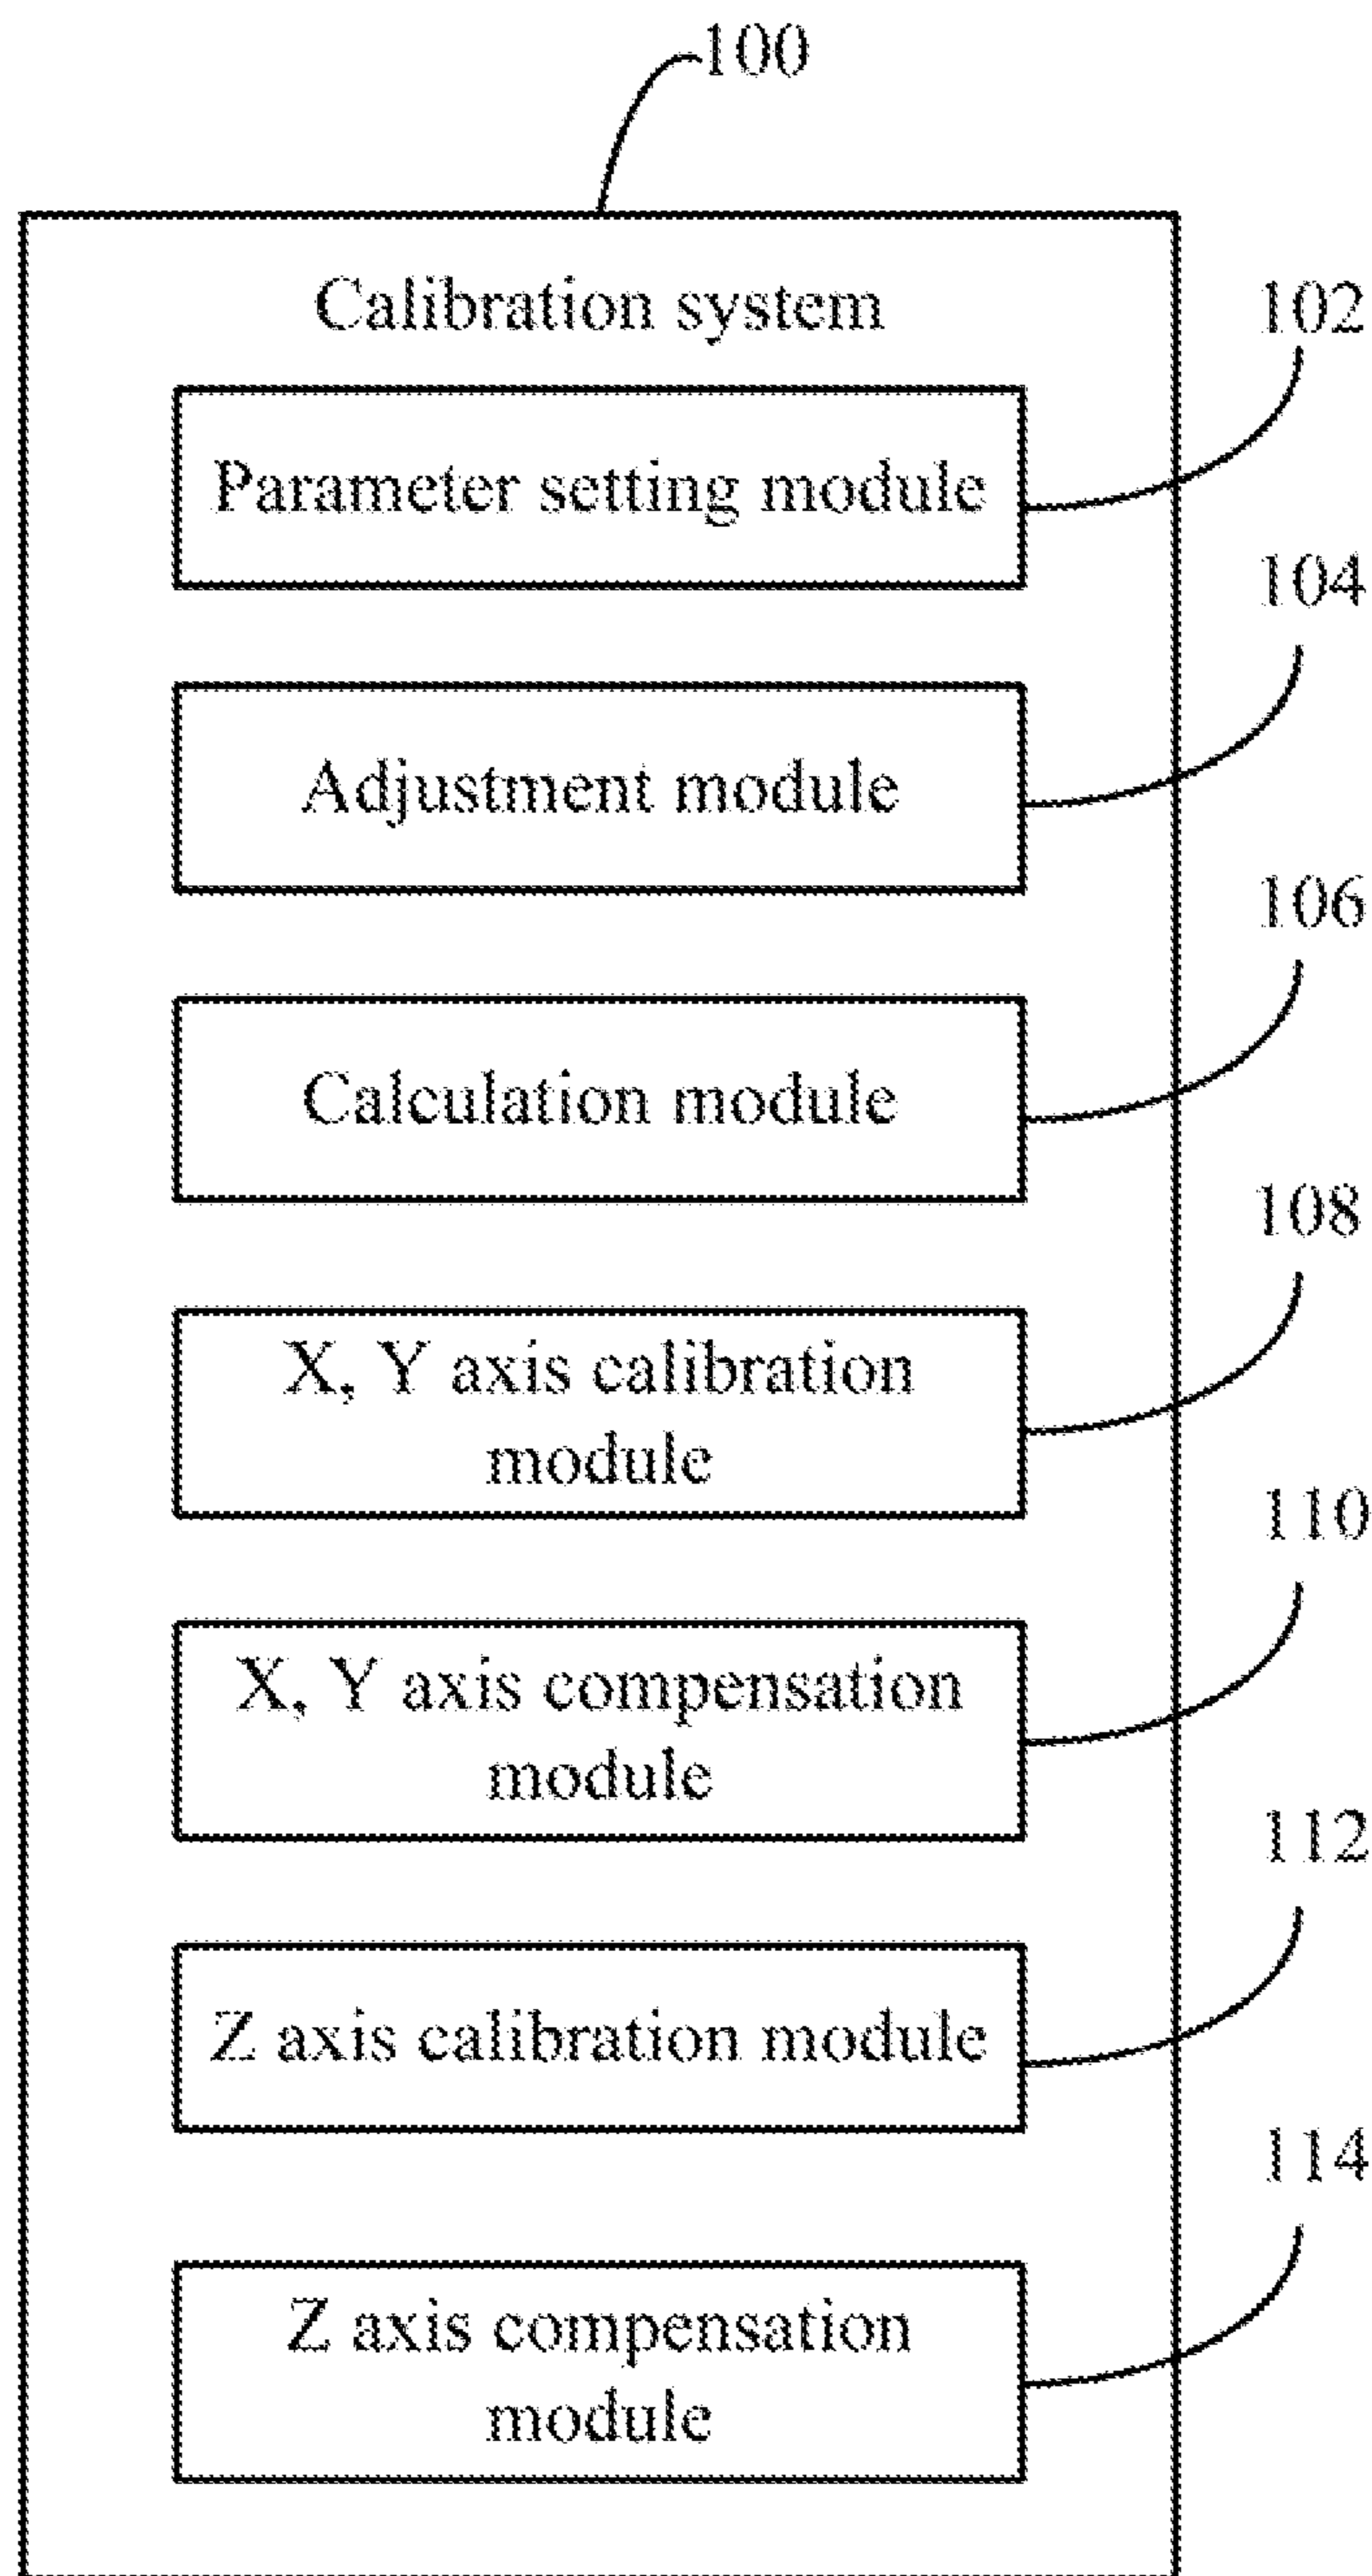 100
Calibration system
102
Parameter setting module
104
Adjustment module
106
Calculation module
108
X, Y axis calibration
module
110
X, Y axis compensation
module
112
Z axis calibration module
114
Z axis compensation
module